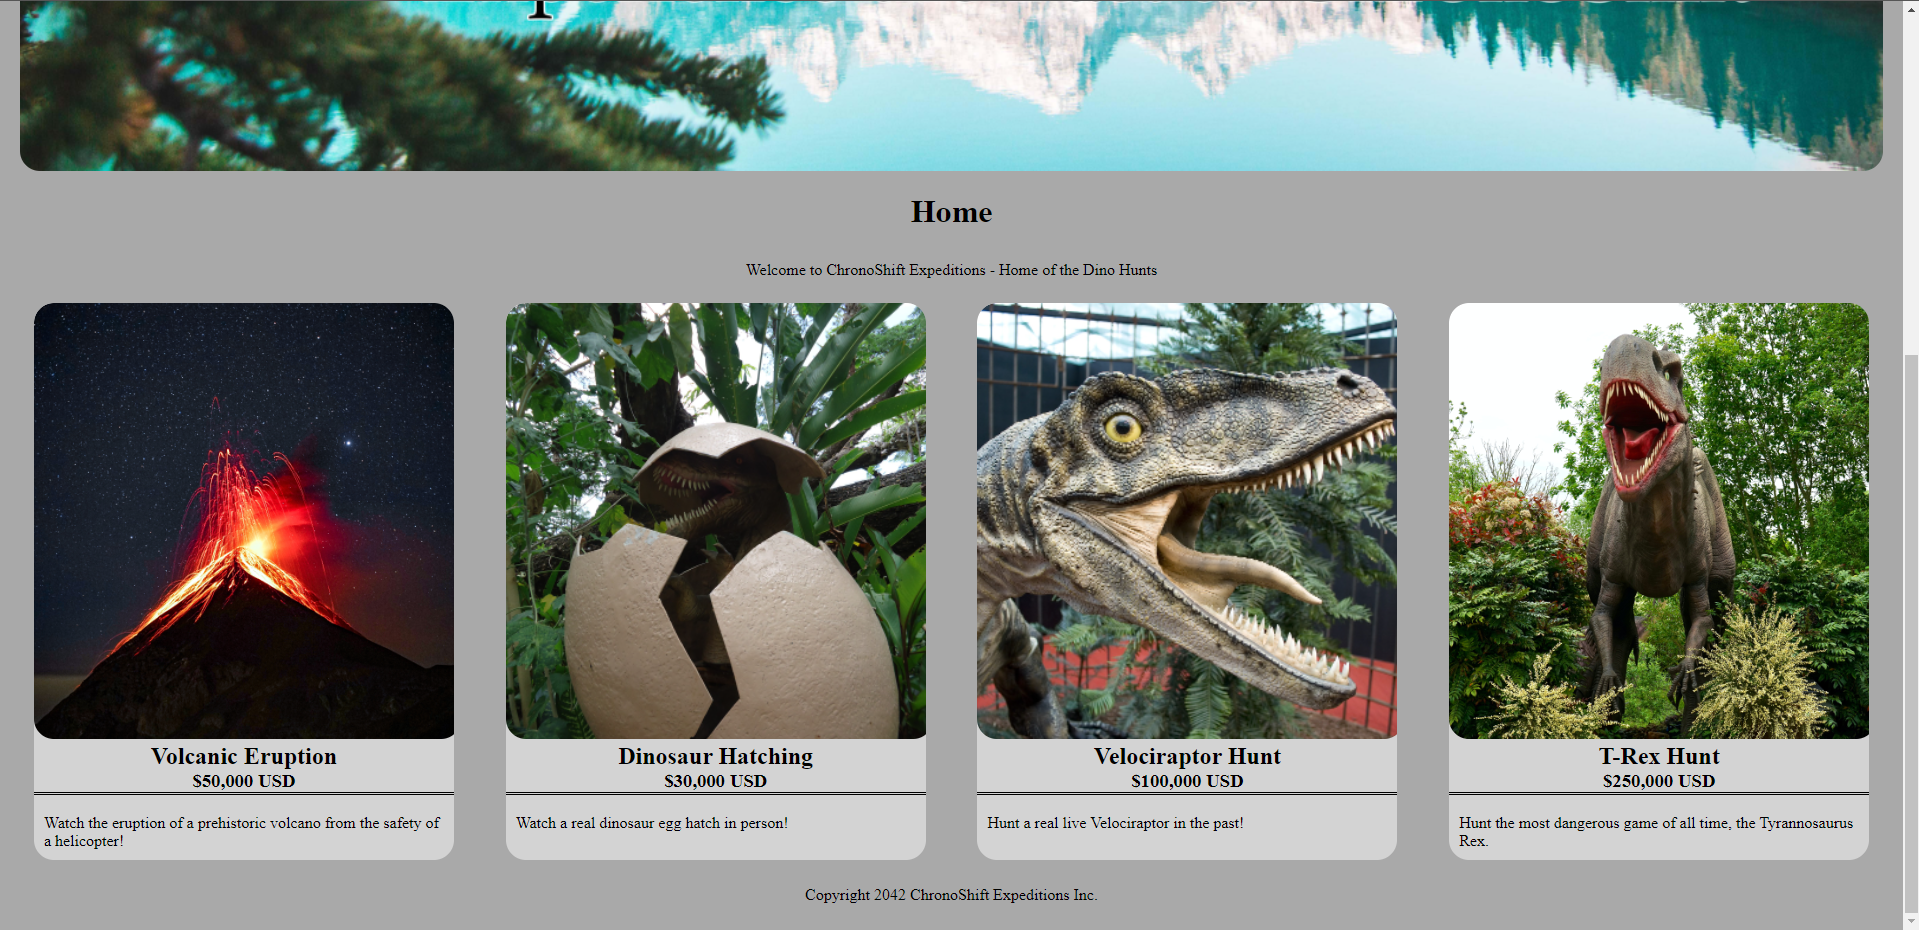 Home
Welcome to ChronoShift Expeditions - Home of the Dino Hunts
Volcanic Eruption
$50,000 USD
Watch the eruption of a prehistoric volcano from the safety of
a helicopter!
Dinosaur Hatching
$30,000 USD
Watch a real dinosaur egg hatch in person!
Velociraptor Hunt
$100,000 USD
Hunt a real live Velociraptor in the past!
T-Rex Hunt
$250,000 USD
Hunt the most dangerous game of all time, the Tyrannosaurus
Rex.
Copyright 2042 ChronoShift Expeditions Inc.